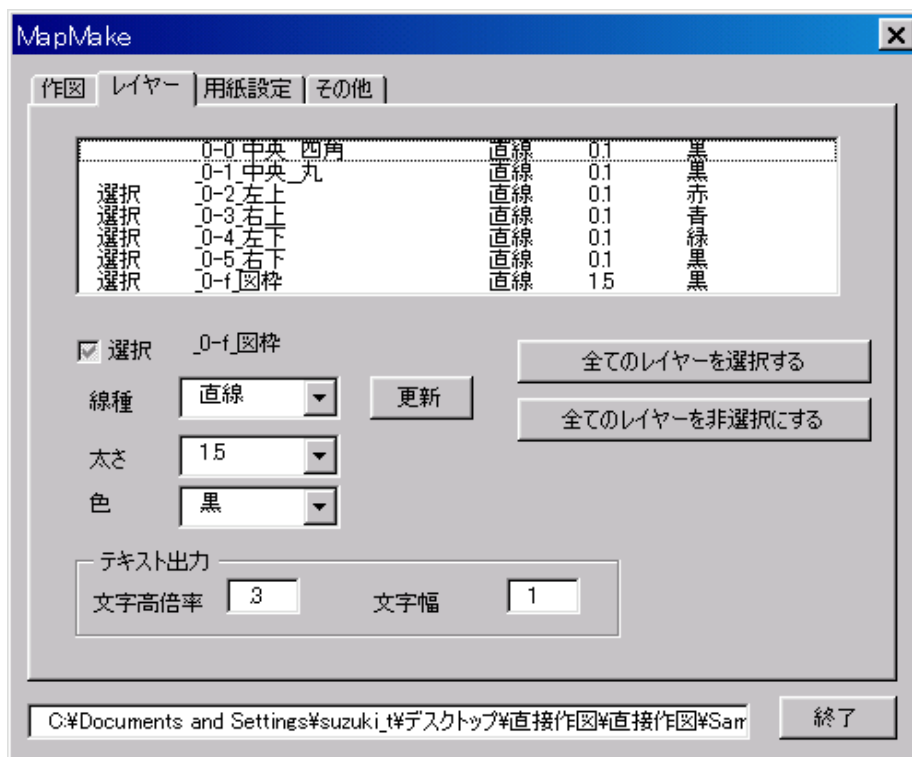 MapMake
作図 レイヤー 用紙設定 その他
_0-0_中央_四角 直線 0.1 黒
_0-1_中央_丸 直線 0.1 黒
選択 _0-2_左上 直線 0.1 赤
選択 _0-3_右上 直線 0.1 青
選択 _0-4_左下 直線 0.1 緑
選択 _0-5_右下 直線 0.1 黒
選択 _0-f_図枠 直線 1.5 黒
選択 _0-f_図枠
全てのレイヤーを選択する
線種 直線 更新
全てのレイヤーを非選択にする
太さ 1.5
色 黒
テキスト出力
文字高倍率 .3 文字幅 1
C:¥Documents and Settings¥suzuki_t¥デスクトップ¥直接作図¥直接作図¥Sam 終了